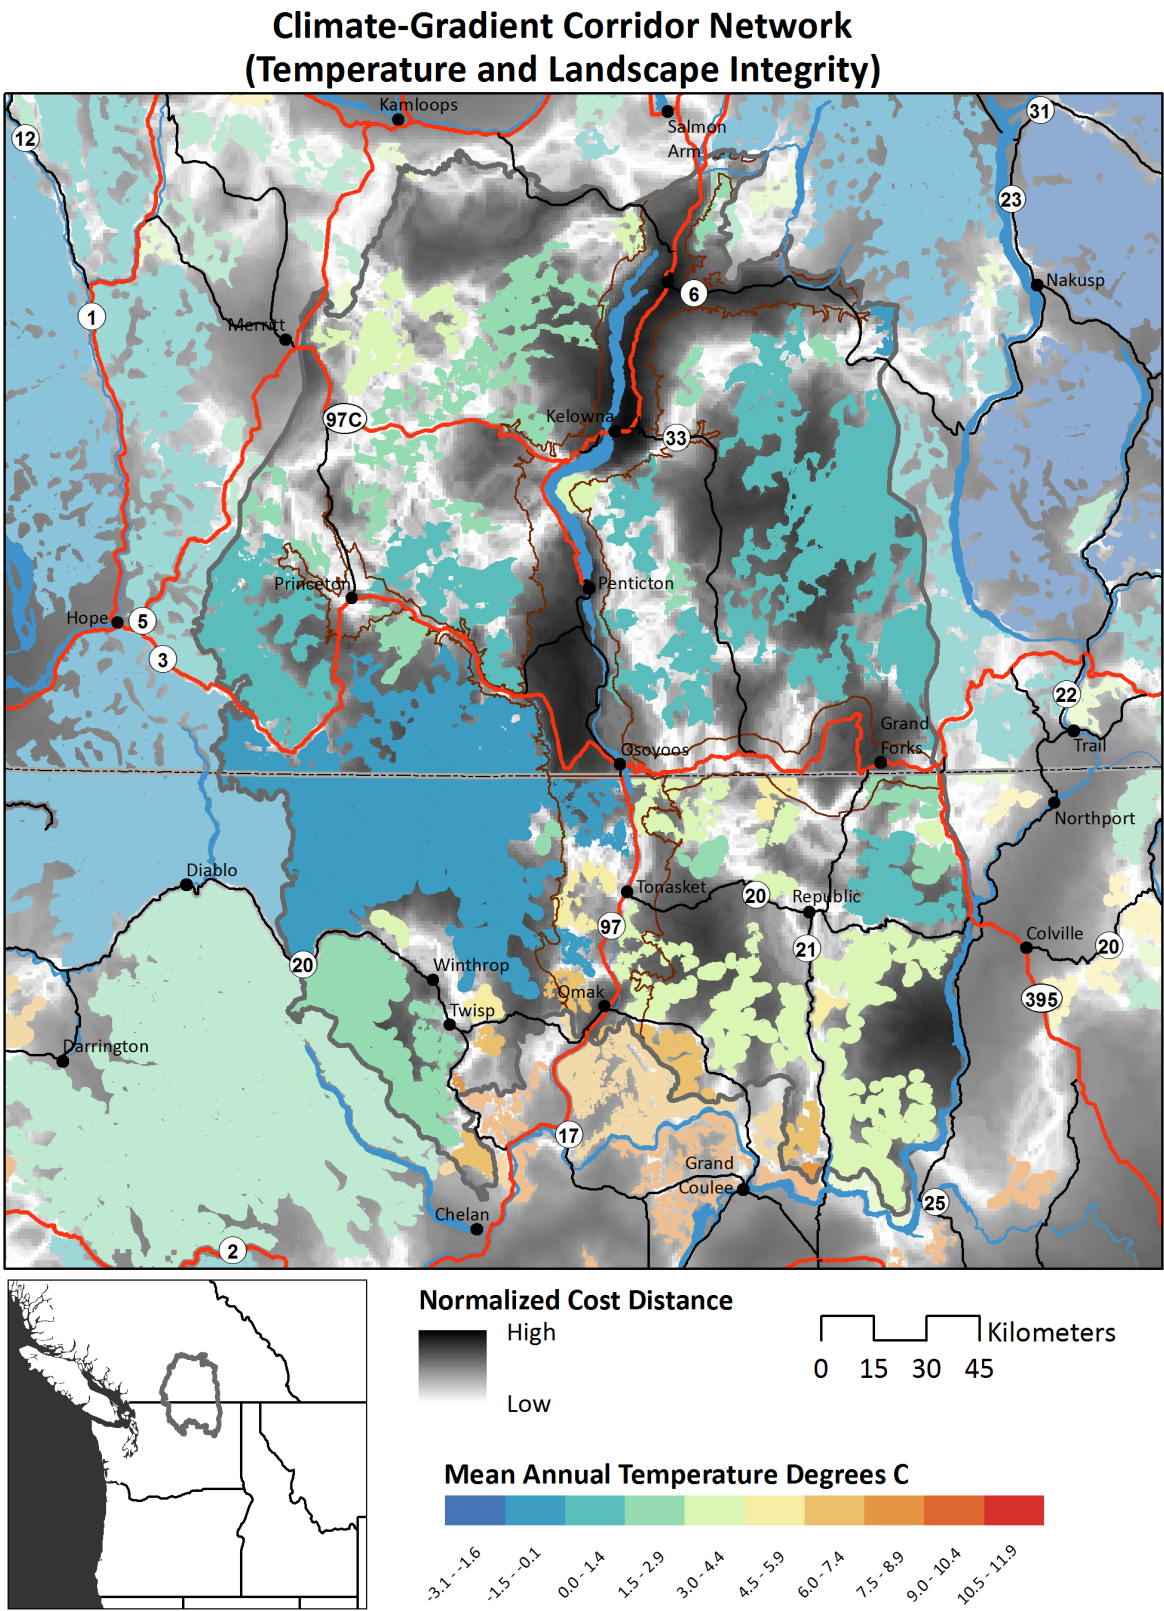 Climate-Gradient Corridor Network
(Temperature and Landscape Integrity)
Kamloops
Salmon
Arm
12
31
23
Nakusp
6
1
Merritt
97C
Kelowna
33
Princeton
Penticton
Hope
5
3
22
Grand
Forks
Osoyoos
Trail
Northport
Diablo
Tonasket
20
Republic
97
21
Colville
20
20
Winthrop
Omak
395
Twisp
Darrington
17
Grand
Coulee
25
Chelan
2
Normalized Cost Distance
High
Low
Kilometers
0 15 30 45
Mean Annual Temperature Degrees C
-3.1 - -1.6
-1.5 - -0.1
0.0 - 1.4
1.5 - 2.9
3.0 - 4.4
4.5 - 5.9
6.0 - 7.4
7.5 - 8.9
9.0 - 10.4
10.5 - 11.9